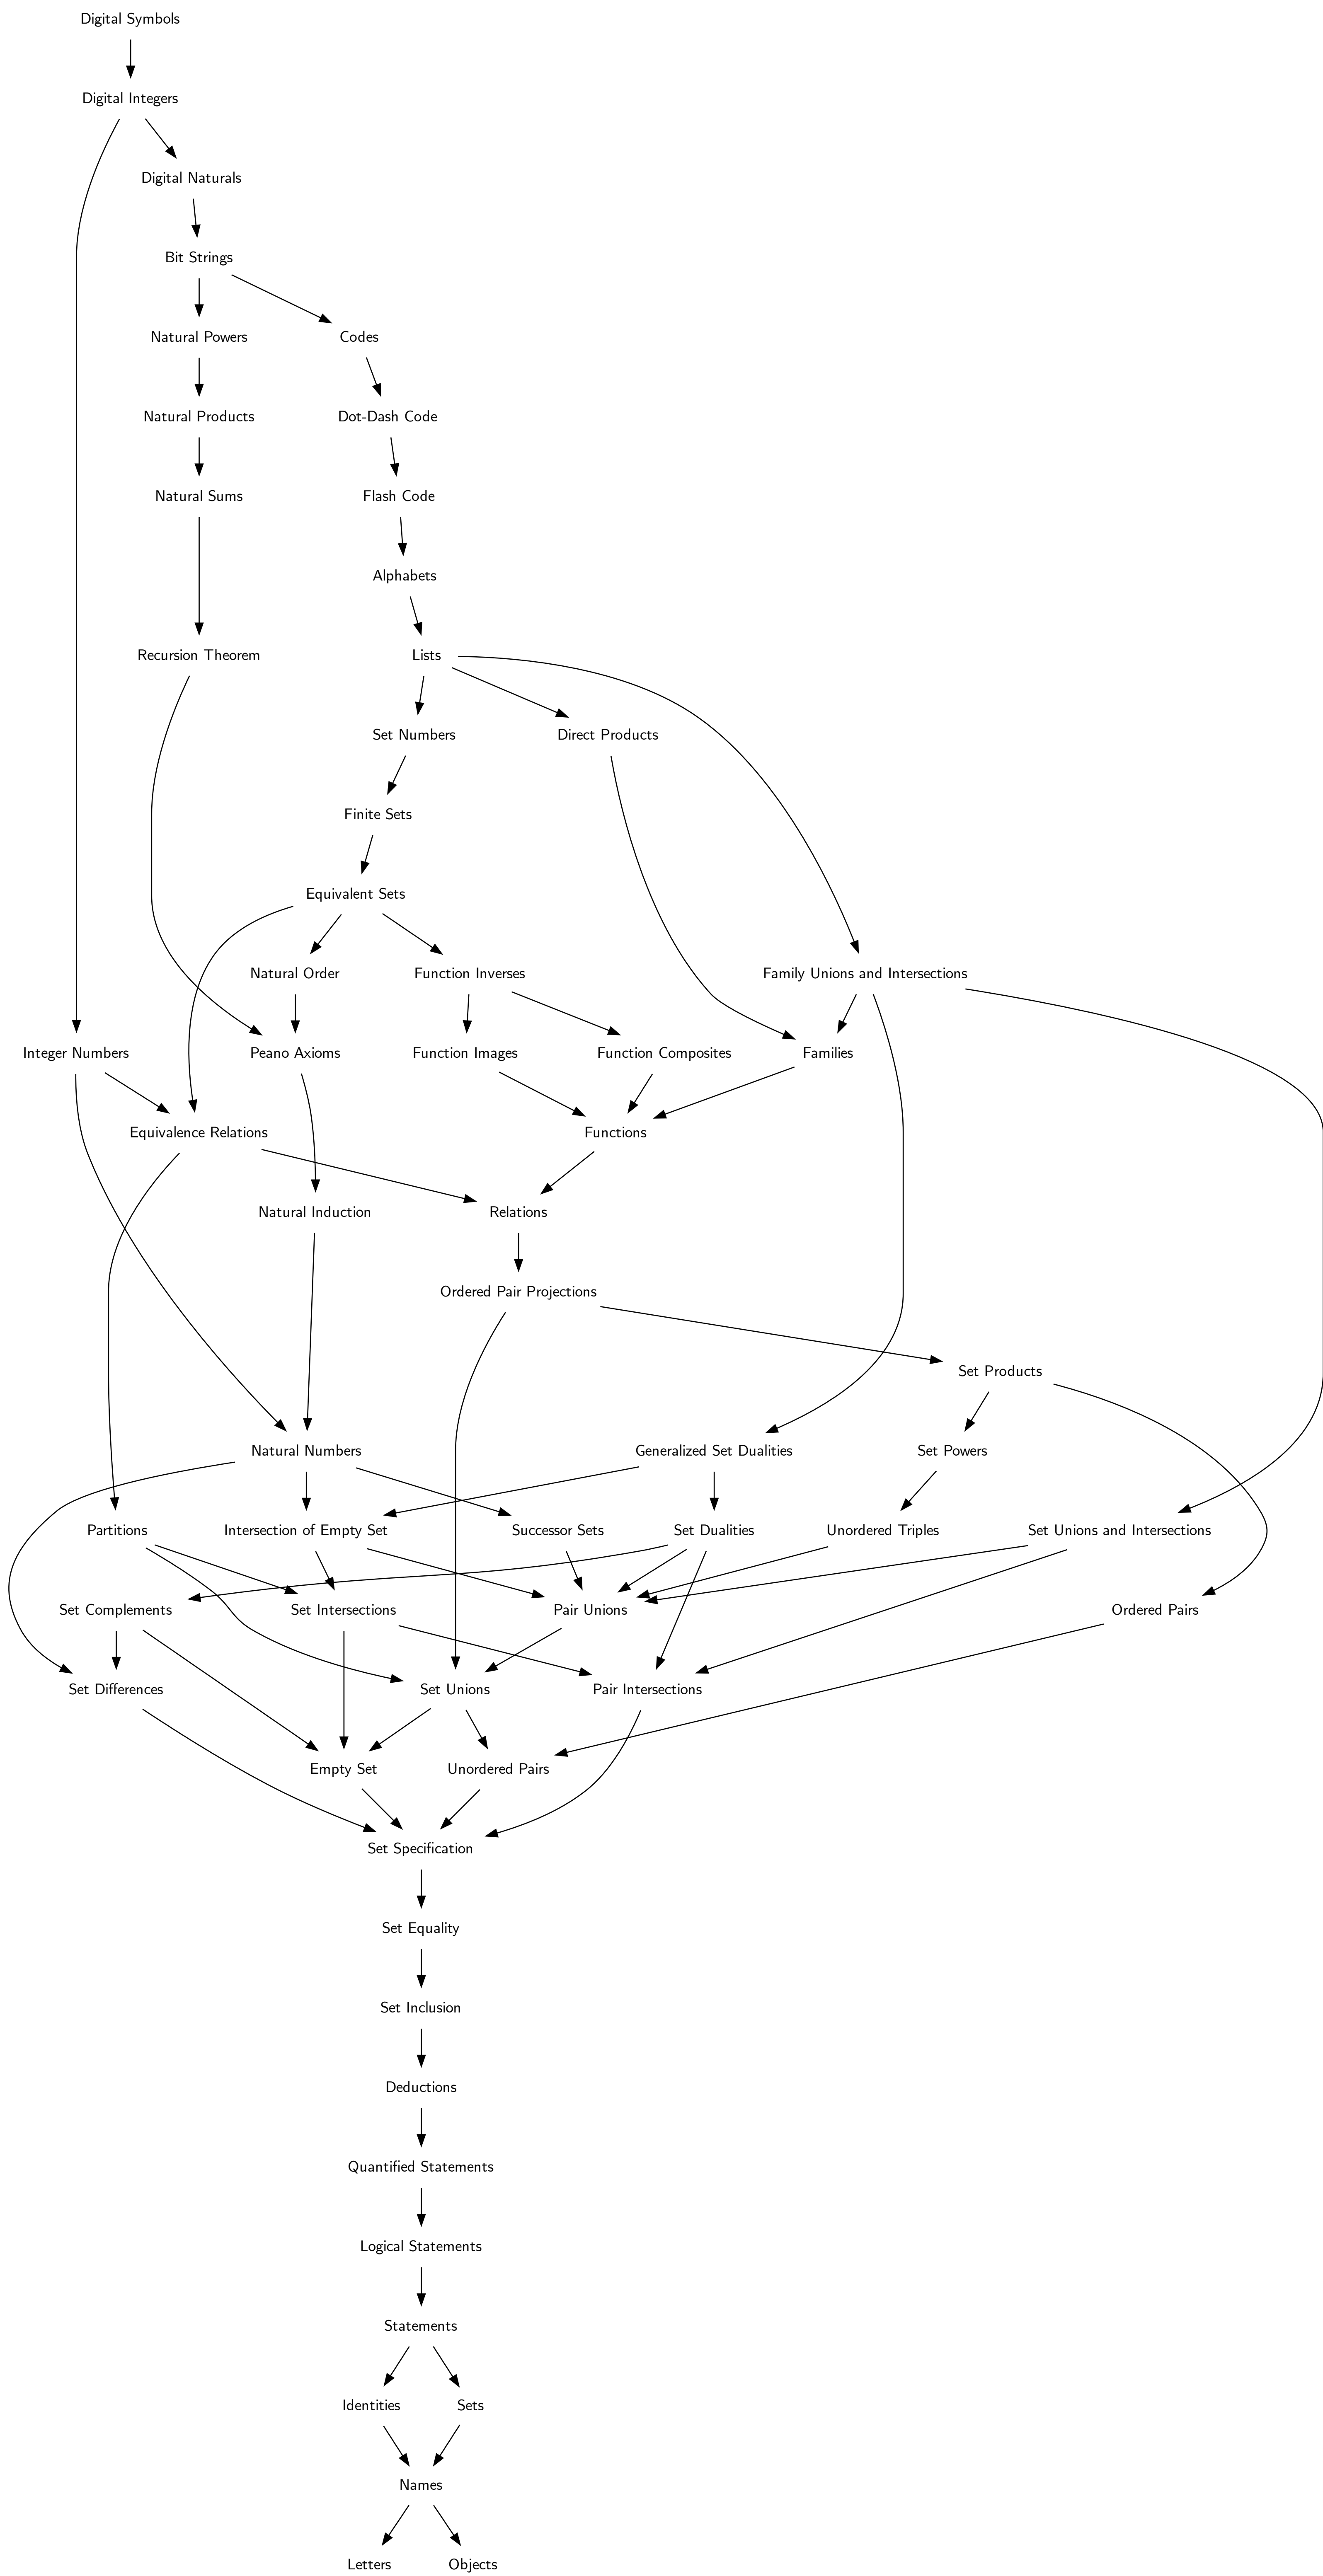 Digital Symbols
Digital Integers
Digital Naturals
Bit Strings
Natural Powers
Codes
Natural Products
Dot-Dash Code
Natural Sums
Flash Code
Alphabets
Recursion Theorem
Lists
Set Numbers
Direct Products
Finite Sets
Equivalent Sets
Natural Order
Function Inverses
Family Unions and Intersections
Integer Numbers
Peano Axioms
Function Images
Function Composites
Families
Equivalence Relations
Functions
Natural Induction
Relations
Ordered Pair Projections
Set Products
Natural Numbers
Generalized Set Dualities
Set Powers
Partitions
Intersection of Empty Set
Successor Sets
Set Dualities
Unordered Triples
Set Unions and Intersections
Set Complements
Set Intersections
Pair Unions
Ordered Pairs
Set Differences
Set Unions
Pair Intersections
Empty Set
Unordered Pairs
Set Specification
Set Equality
Set Inclusion
Deductions
Quantified Statements
Logical Statements
Statements
Identities
Sets
Names
Letters
Objects